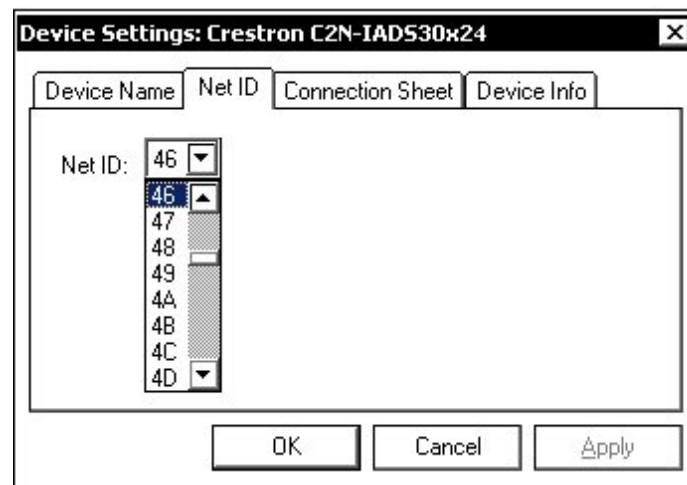 Device Settings: Crestron C2N-IADS30x24
Device Name Net ID Connection Sheet Device Info
Net ID: 46
46
47
48
49
4A
4B
4C
4D
OK Cancel Apply